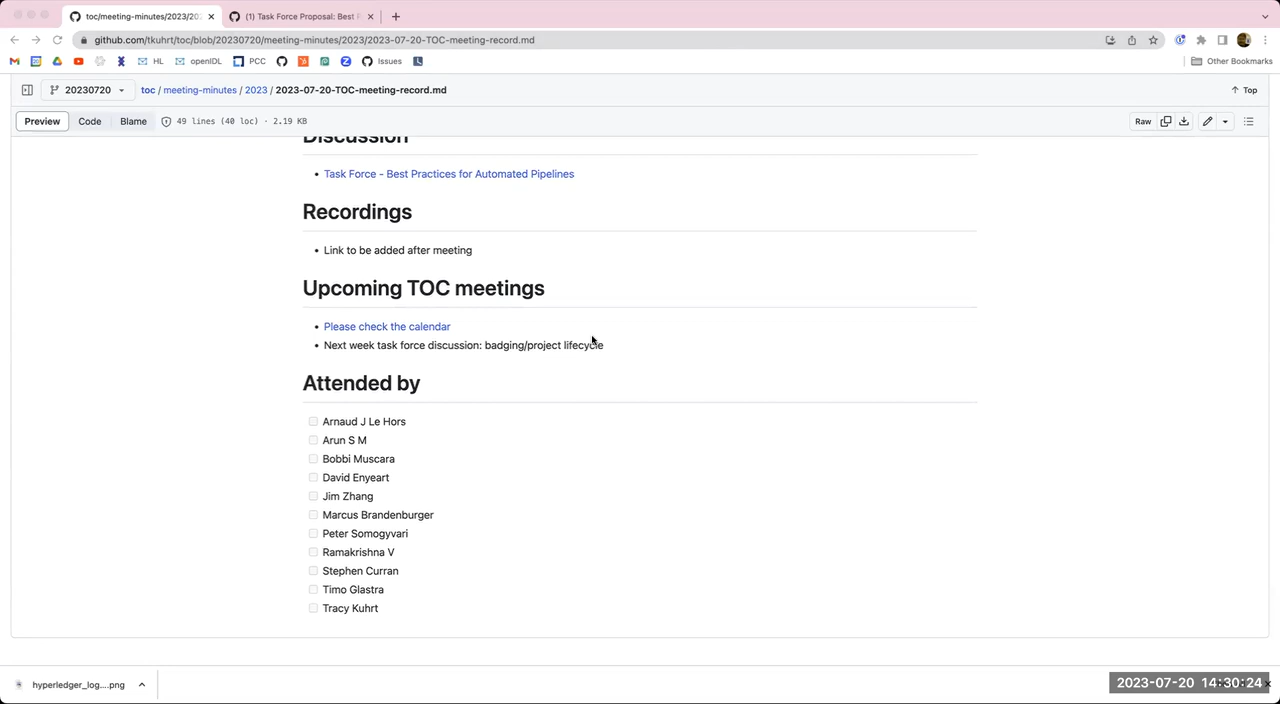 toc/meeting-minutes/2023/202
(1) Task Force Proposal: Best P
github.com/tkuhrt/toc/blob/20230720/meeting-minutes/2023/2023-07-20-TOC-meeting-record.md
HL
openIDL
PCC
Issues
Other Bookmarks
20230720
toc / meeting-minutes / 2023 / 2023-07-20-TOC-meeting-record.md
Top
Preview
Code
Blame
49 lines (40 loc) · 2.19 KB
Raw
Discussion
• Task Force - Best Practices for Automated Pipelines
Recordings
• Link to be added after meeting
Upcoming TOC meetings
• Please check the calendar
• Next week task force discussion: badging/project lifecycle
Attended by
Arnaud J Le Hors
Arun S M
Bobbi Muscara
David Enyeart
Jim Zhang
Marcus Brandenburger
Peter Somogyvari
Ramakrishna V
Stephen Curran
Timo Glastra
Tracy Kuhrt
hyperledger_log....png
2023-07-20 14:30:24